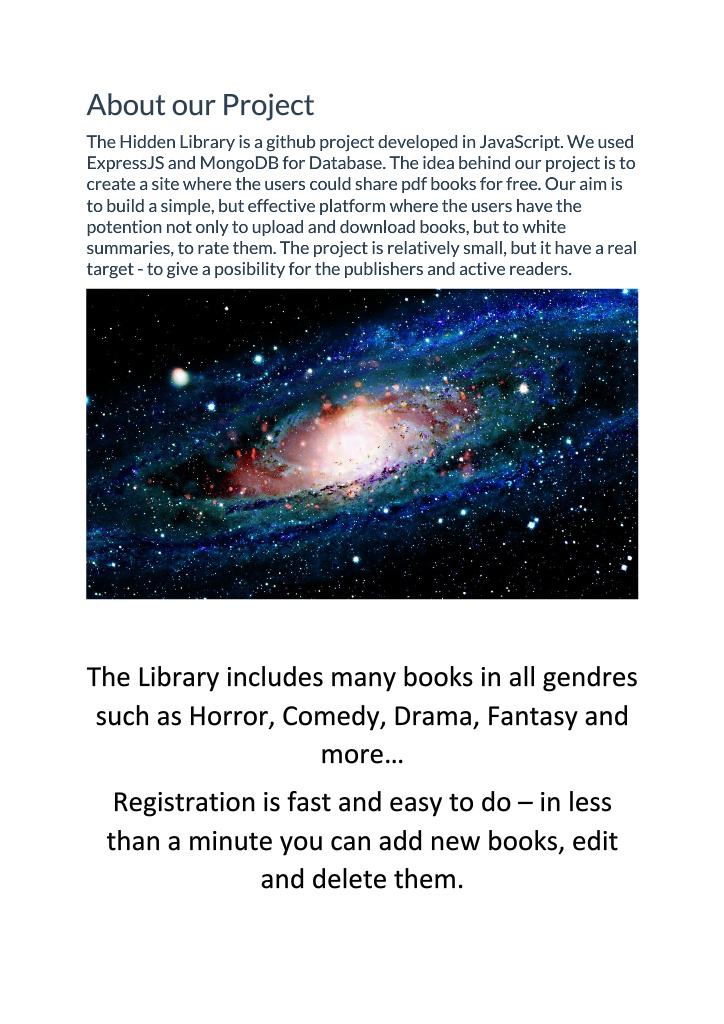 About our Project
The Hidden Library is a github project developed in JavaScript. We used
ExpressJS and MongoDB for Database. The idea behind our project is to
create a site where the users could share pdf books for free. Our aim is
to build a simple, but effective platform where the users have the
potention not only to upload and download books, but to white
summaries, to rate them. The project is relatively small, but it have a real
target - to give a posibility for the publishers and active readers.
The Library includes many books in all gendres
such as Horror, Comedy, Drama, Fantasy and
more…
Registration is fast and easy to do – in less
than a minute you can add new books, edit
and delete them.